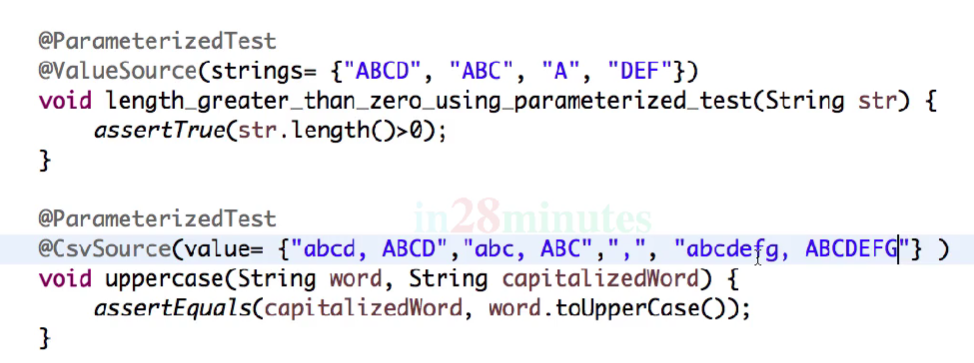 @ParameterizedTest
@ValueSource(strings= {"ABCD", "ABC", "A", "DEF"})
void length_greater_than_zero_using_parameterized_test(String str) {
assertTrue(str.length()>0);
}
in28minutes
@ParameterizedTest
@CsvSource(value= {"abcd, ABCD","abc, ABC",",", "abcdefg, ABCDEFG"} )
void uppercase(String word, String capitalizedWord) {
assertEquals(capitalizedWord, word.toUpperCase());
}